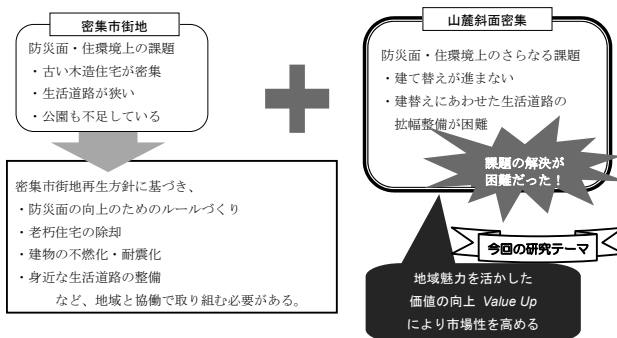 密集市街地
防災面・住環境上の課題
・古い木造住宅が密集
・生活道路が狭い
・公園も不足している
密集市街地再生方針に基づき、
・防災面の向上のためのルールづくり
・老朽住宅の除却
・建物の不燃化・耐震化
・身近な生活道路の整備
など、地域と協働で取り組む必要がある。
山麓斜面密集
防災面・住環境上のさらなる課題
・建て替えが進まない
・建替えにあわせた生活道路の
拡幅整備が困難
課題の解決が
困難だった！
今回の研究テーマ
地域魅力を活かした
価値の向上 Value Up
により市場性を高める